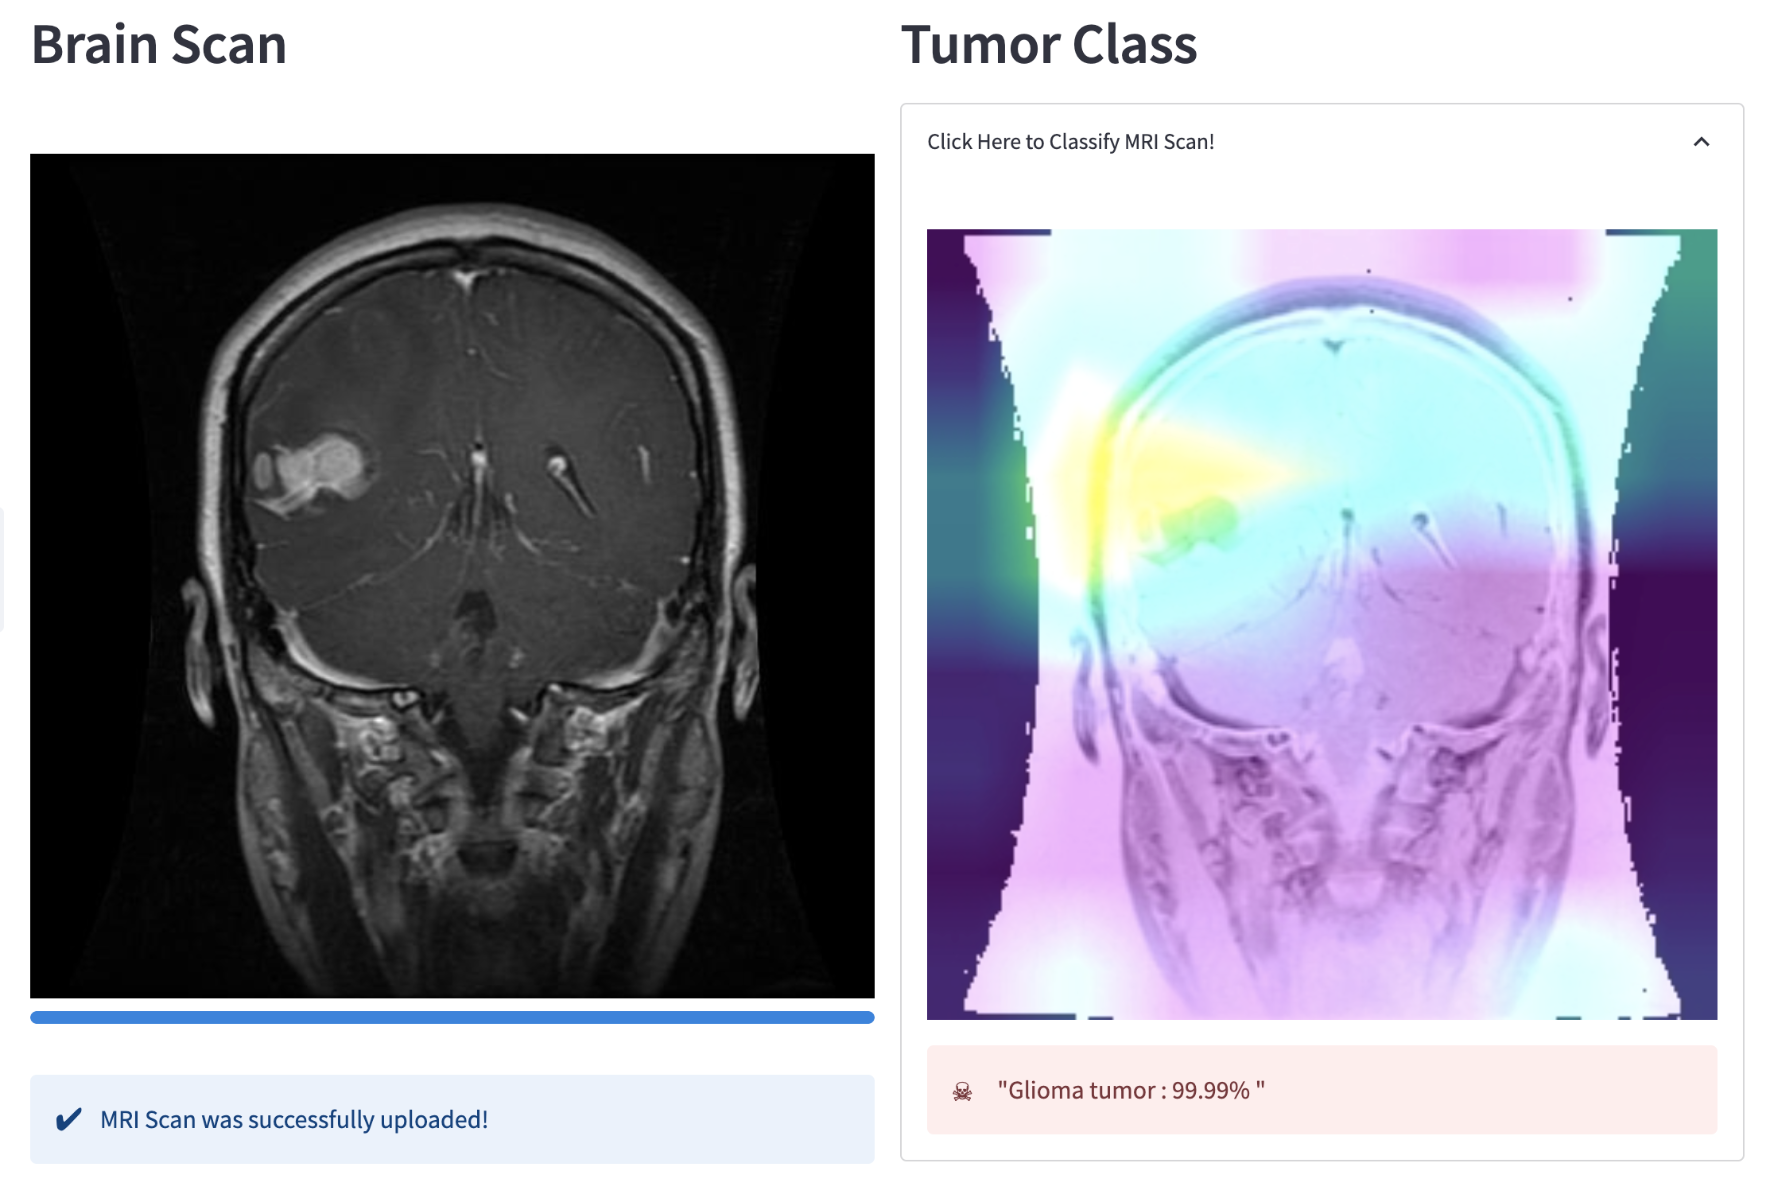 Brain Scan
Tumor Class
Click Here to Classify MRI Scan!
✔ MRI Scan was successfully uploaded!
☠ "Glioma tumor : 99.99% "